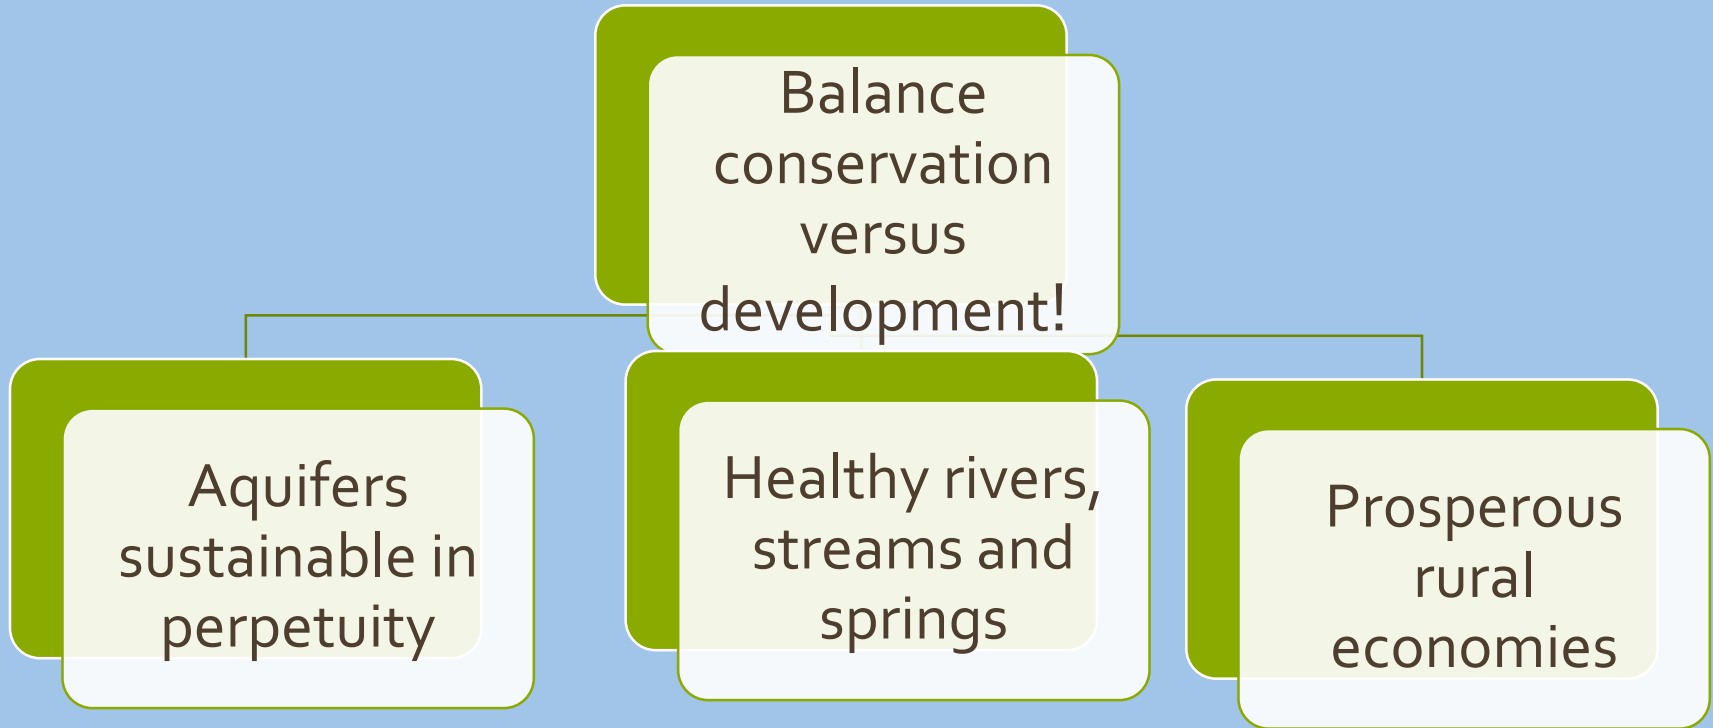 Balance
conservation
versus
development!
Aquifers
sustainable in
perpetuity
Healthy rivers,
streams and
springs
Prosperous
rural
economies